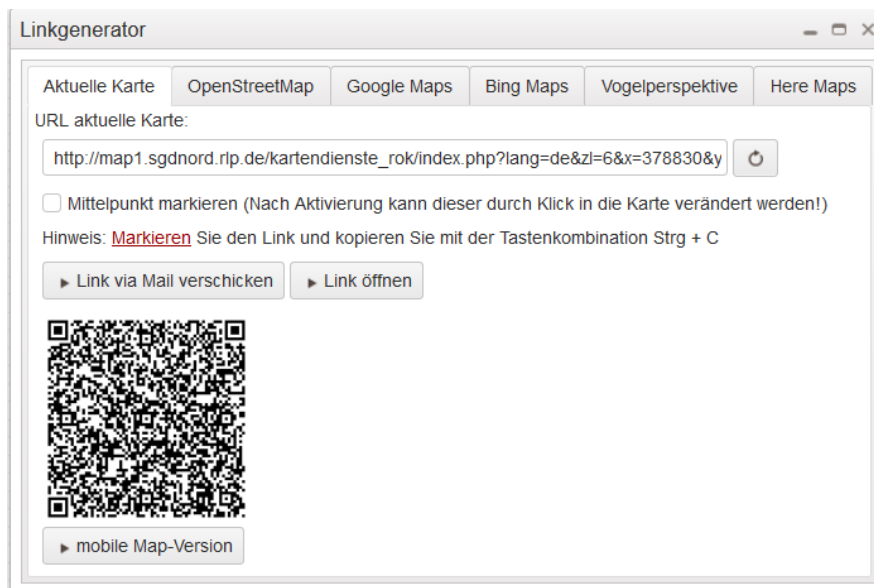 Linkgenerator
Aktuelle Karte OpenStreetMap Google Maps Bing Maps Vogelperspektive Here Maps
URL aktuelle Karte:
http://map1.sgdnord.rlp.de/kartendienste_rok/index.php?lang=de&zl=6&x=378830&y
Mittelpunkt markieren (Nach Aktivierung kann dieser durch Klick in die Karte verändert werden!)
Hinweis: Markieren Sie den Link und kopieren Sie mit der Tastenkombination Strg + C
Link via Mail verschicken Link öffnen
mobile Map-Version